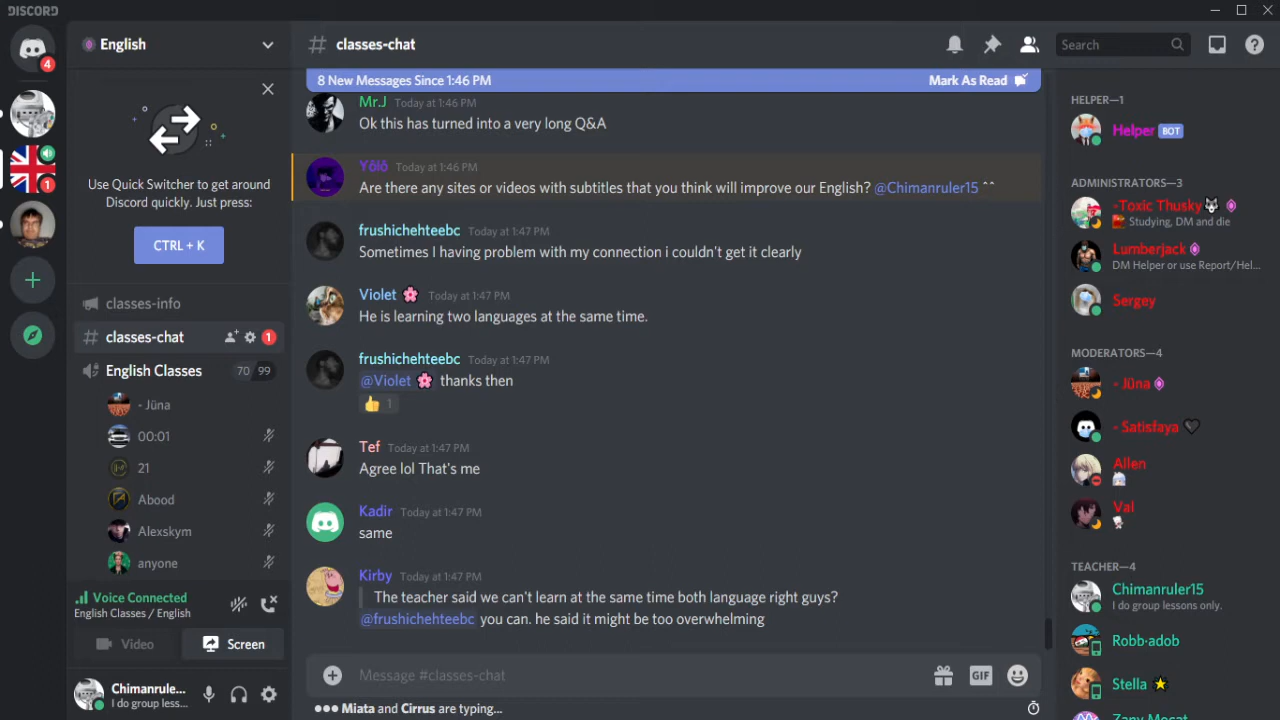 DISCORD
4
1
English
Use Quick Switcher to get around
Discord quickly. Just press:
CTRL + K
classes-info
classes-chat
1
English Classes 70 99
- Jüna
00:01
21
Abood
Alexskym
anyone
Voice Connected
English Classes / English
Video
Screen
Chimanrule...
I do group less...
classes-chat
Search
8 New Messages Since 1:46 PM Mark As Read
Mr.J Today at 1:46 PM
Ok this has turned into a very long Q&A
Yôlô Today at 1:46 PM
Are there any sites or videos with subtitles that you think will improve our English? @Chimanruler15 ^^
frushichehteebc Today at 1:47 PM
Sometimes I having problem with my connection i couldn't get it clearly
Violet 🌸 Today at 1:47 PM
He is learning two languages at the same time.
frushichehteebc Today at 1:47 PM
@Violet 🌸 thanks then
👍 1
Tef Today at 1:47 PM
Agree lol That's me
Kadir Today at 1:47 PM
same
Kirby Today at 1:47 PM
The teacher said we can't learn at the same time both language right guys?
@frushichehteebc you can. he said it might be too overwhelming
Message #classes-chat
GIF
Miata and Cirrus are typing...
HELPER—1
Helper BOT
ADMINISTRATORS—3
-Toxic Thusky
Studying, DM and die
Lumberjack
DM Helper or use Report/Hel...
Sergey
MODERATORS—4
- Jüna
- Satisfaya
Allen
Val
TEACHER—4
Chimanruler15
I do group lessons only.
Robb·adob
Stella